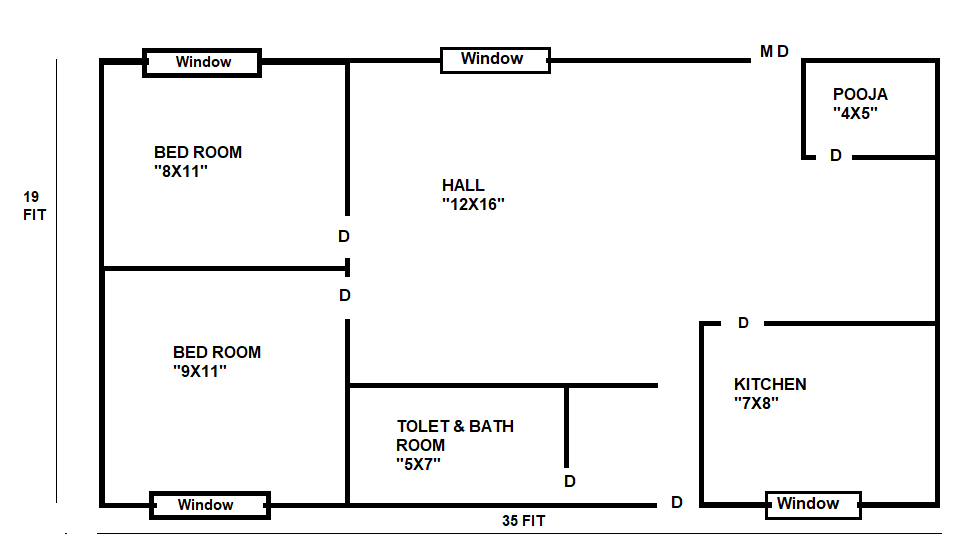 Window
Window
M D
POOJA
"4X5"
BED ROOM
"8X11"
D
HALL
"12X16"
19
FIT
D
D
D
BED ROOM
"9X11"
KITCHEN
"7X8"
TOLET & BATH
ROOM
"5X7"
D
Window
D
Window
35 FIT